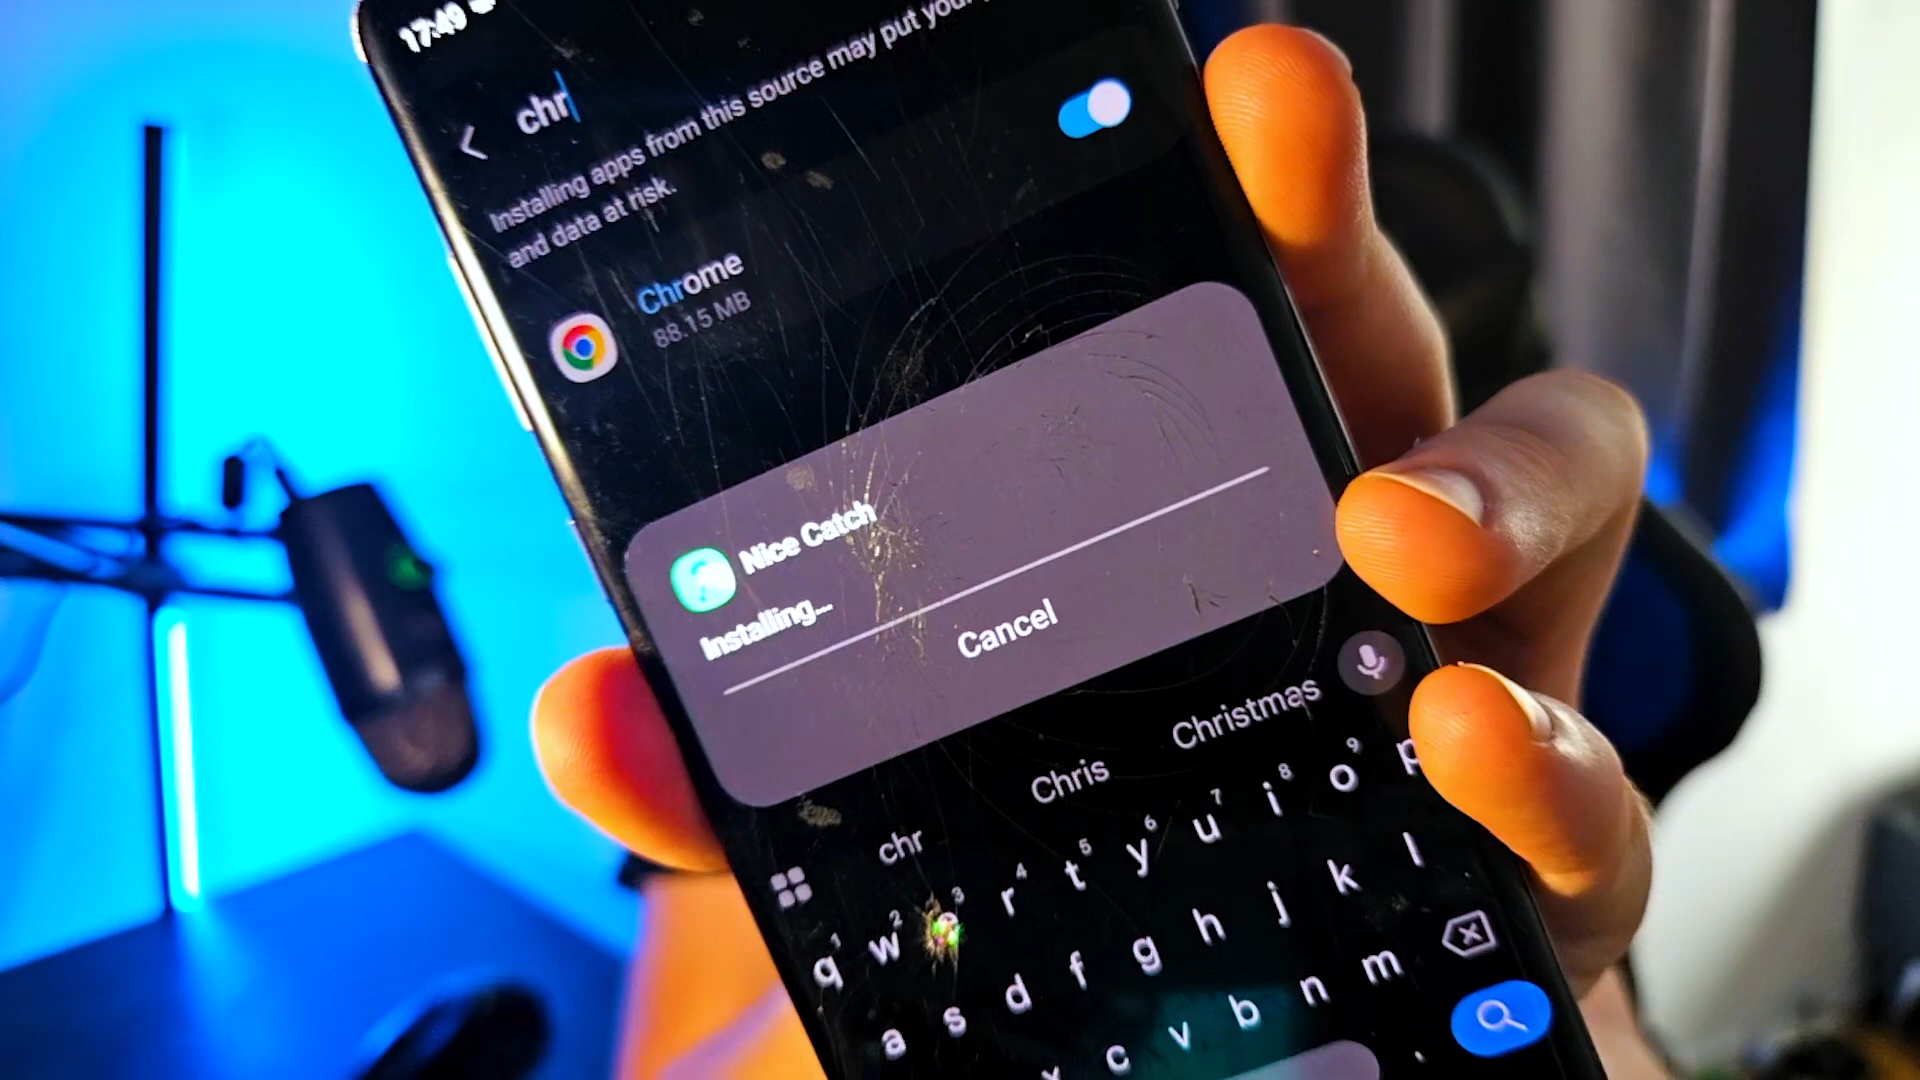 17:49
chr
Installing apps from this source may put your
and data at risk.
Chrome
88.15 MB
Nice Catch
Installing...
Cancel
chr
Chris
Christmas
1 2 3 4 5 6 7 8 9
q w r t y u i o p
a s d f g h j k l
c v b n m